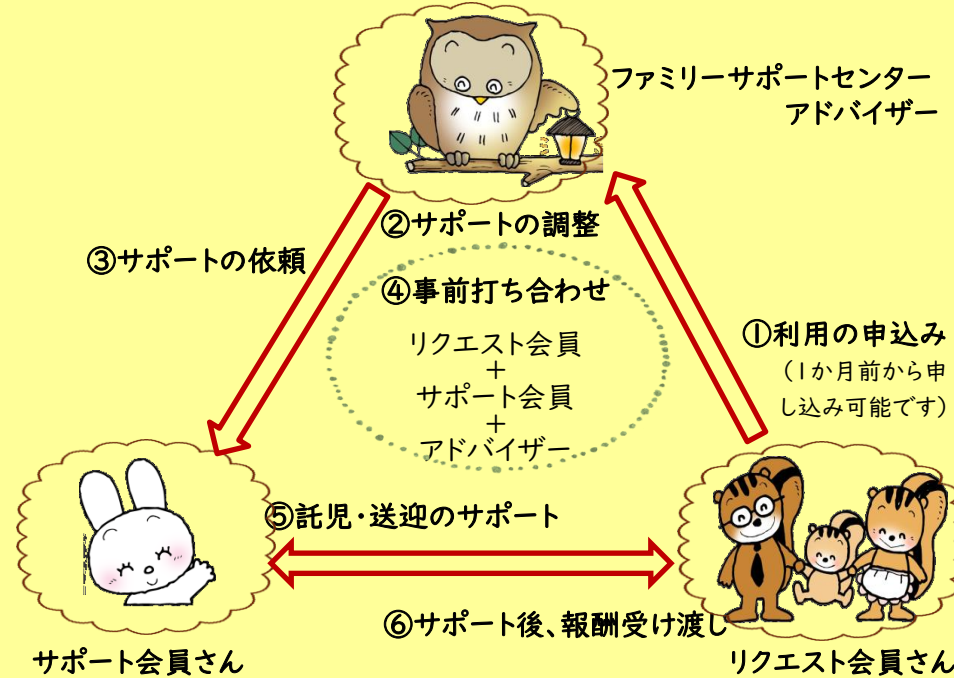 ファミリーサポートセンター
アドバイザー
②サポートの調整
③サポートの依頼
④事前打ち合わせ
リクエスト会員
+
サポート会員
+
アドバイザー
①利用の申込み
(1か月前から申
し込み可能です)
⑤託児・送迎のサポート
⑥サポート後、報酬受け渡し
サポート会員さん
リクエスト会員さん